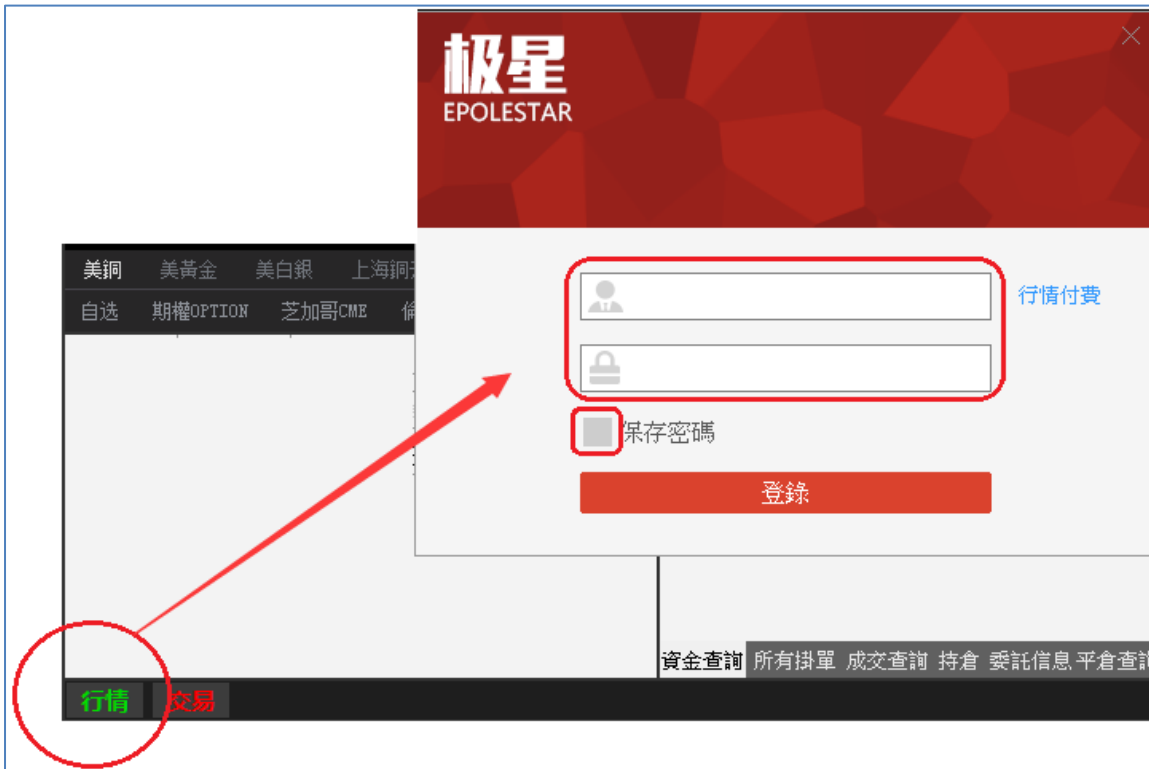 极星
EPOLESTAR
行情付費
保存密碼
登錄
美銅 美黃金 美白銀 上海銅
自选 期權OPTION 芝加哥CME
資金查詢 所有掛單 成交查詢 持倉 委託信息 平倉查詢
行情 交易